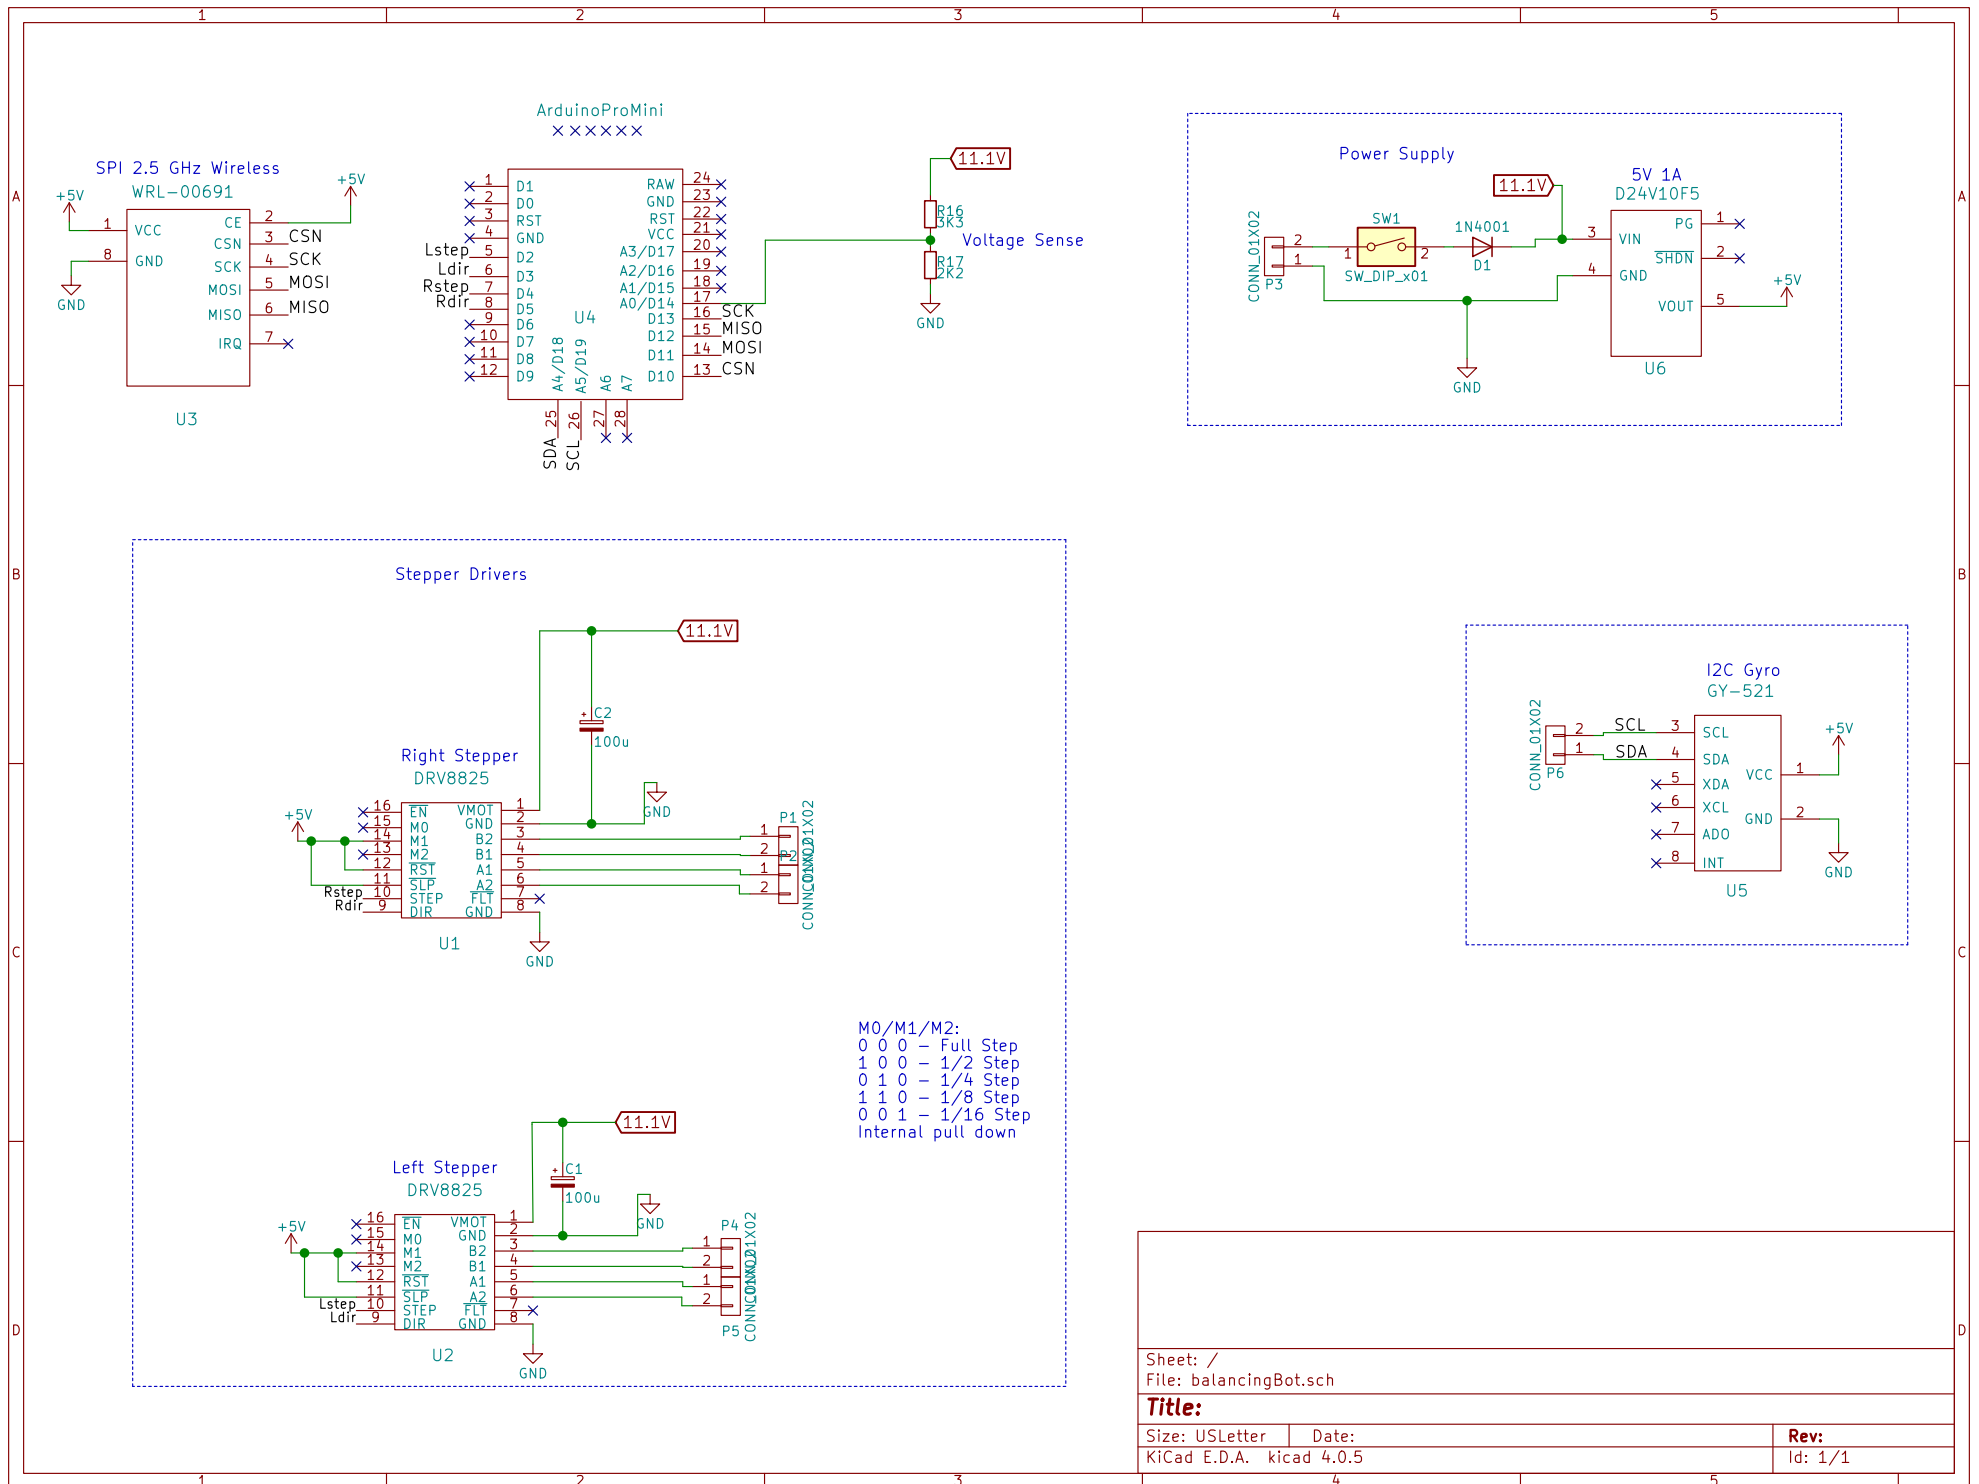 1 2 3 4 5
A
B
C
D
A
B
C
D
1 2 3 4 5
SPI 2.5 GHz Wireless
WRL-00691
+5V
+5V
1 VCC
8 GND
GND
CE 2
CSN 3 CSN
SCK 4 SCK
MOSI 5 MOSI
MISO 6 MISO
IRQ 7
U3
ArduinoProMini
1 D1
2 D0
3 RST
4 GND
Lstep 5 D2
Ldir 6 D3
Rstep 7 D4
Rdir 8 D5
9 D6
10 D7
11 D8
12 D9
U4
RAW 24
GND 23
RST 22
VCC 21
A3/D17 20
A2/D16 19
A1/D15 18
A0/D14 17
D13 16 SCK
D12 15 MISO
D11 14 MOSI
D10 13 CSN
A4/D18 25 SDA
A5/D19 26 SCL
A6 27
A7 28
11.1V
R16
3K3
Voltage Sense
R17
2K2
GND
Power Supply
CONN_01X02
2
1
P3
SW1
1 2
SW_DIP_x01
1N4001
D1
11.1V
5V 1A
D24V10F5
3 VIN
4 GND
PG 1
SHDN 2
VOUT 5
+5V
U6
GND
Stepper Drivers
11.1V
C2
100u
Right Stepper
DRV8825
+5V
16 EN
15 M0
14 M1
13 M2
12 RST
11 SLP
Rstep 10 STEP
Rdir 9 DIR
VMOT 1
GND 2
B2 3
B1 4
A1 5
A2 6
FLT 7
GND 8
U1
GND
GND
P1
1
2
P2
1
2
CONN_01X02
CONN_01X02
M0/M1/M2:
0 0 0 - Full Step
1 0 0 - 1/2 Step
0 1 0 - 1/4 Step
1 1 0 - 1/8 Step
0 0 1 - 1/16 Step
Internal pull down
11.1V
C1
100u
Left Stepper
DRV8825
+5V
16 EN
15 M0
14 M1
13 M2
12 RST
11 SLP
Lstep 10 STEP
Ldir 9 DIR
VMOT 1
GND 2
B2 3
B1 4
A1 5
A2 6
FLT 7
GND 8
U2
GND
GND
P4
1
2
1
2
P5
CONN_01X02
CONN_01X02
I2C Gyro
GY-521
CONN_01X02
2 SCL 3 SCL
1 SDA 4 SDA
P6
5 XDA
6 XCL
7 ADO
8 INT
VCC 1
GND 2
+5V
GND
U5
Sheet: /
File: balancingBot.sch
Title:
Size: USLetter Date: Rev:
KiCad E.D.A. kicad 4.0.5 Id: 1/1